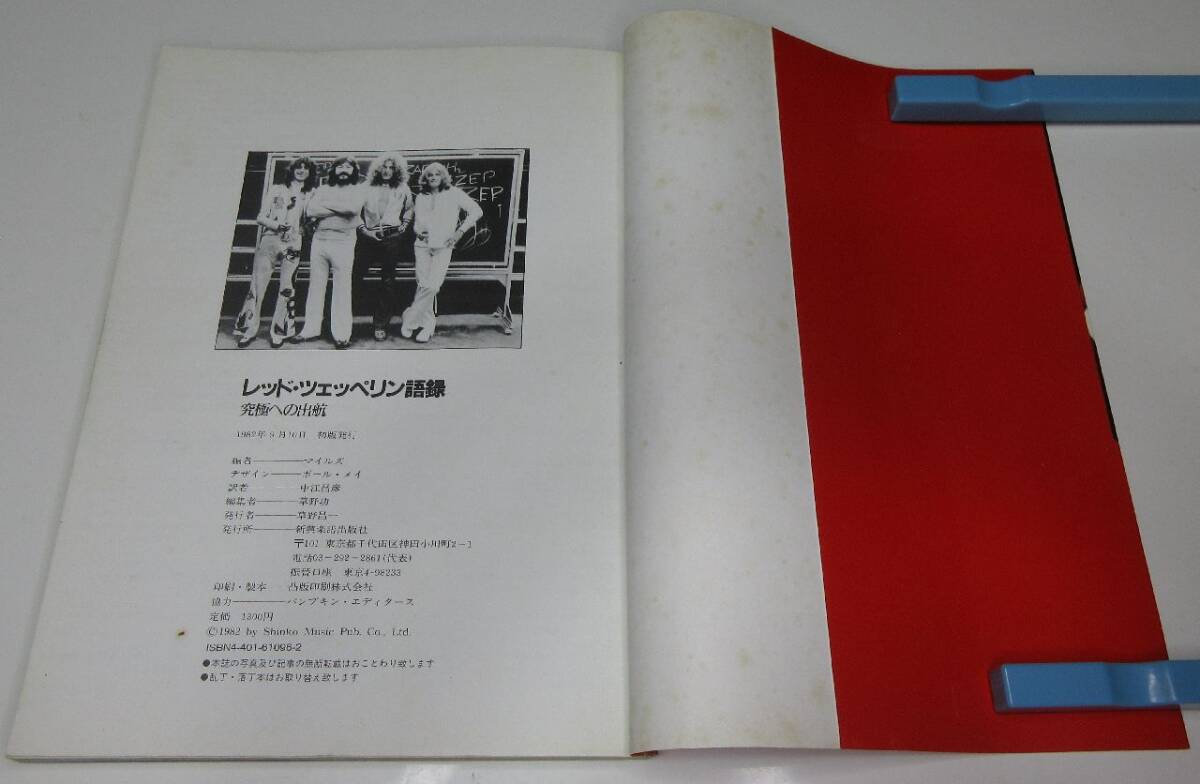 ZEP
ZEP
レッド・ツェッペリン語録
究極への出航
1982年9月10日 初版発行
編者────マイルズ
デザイン───ポール・メイ
訳者────中江昌彦
編集者────草野功
発行者────草野昌一
発行所────新興楽譜出版社
〒101 東京都千代田区神田小川町2-1
電話03-292-2861(代表)
振替口座 東京4-98233
印刷・製本──凸版印刷株式会社
協力────パンプキン・エディタース
定価 1300円
©1982 by Shinko Music Pub. Co., Ltd.
ISBN4-401-61096-2
●本誌の写真及び記事の無断転載はおことわり致します
●乱丁・落丁本はお取り替え致します